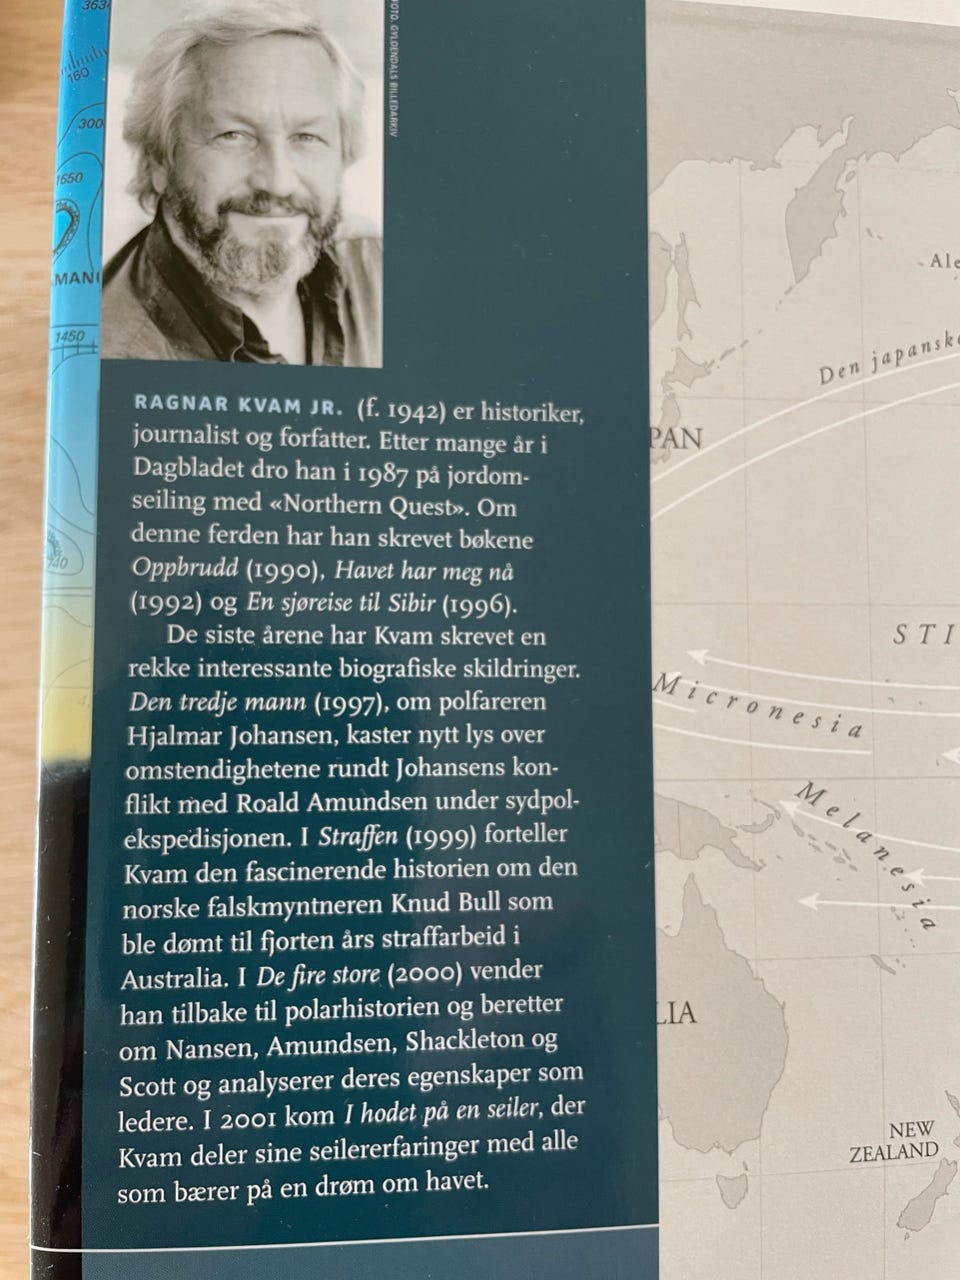 3634
160
300
1650
MANI
1450
740
FOTO: GYLDENDALS BILLEDARKIV
RAGNAR KVAM JR. (f. 1942) er historiker,
journalist og forfatter. Etter mange år i
Dagbladet dro han i 1987 på jordom-
seiling med «Northern Quest». Om
denne ferden har han skrevet bøkene
Oppbrudd (1990), Havet har meg nå
(1992) og En sjøreise til Sibir (1996).
De siste årene har Kvam skrevet en
rekke interessante biografiske skildringer.
Den tredje mann (1997), om polfareren
Hjalmar Johansen, kaster nytt lys over
omstendighetene rundt Johansens kon-
flikt med Roald Amundsen under sydpol-
ekspedisjonen. I Straffen (1999) forteller
Kvam den fascinerende historien om den
norske falskmyntneren Knud Bull som
ble dømt til fjorten års straffarbeid i
Australia. I De fire store (2000) vender
han tilbake til polarhistorien og beretter
om Nansen, Amundsen, Shackleton og
Scott og analyserer deres egenskaper som
ledere. I 2001 kom I hodet på en seiler, der
Kvam deler sine seilererfaringer med alle
som bærer på en drøm om havet.
Ale
Den japansk
PAN
STI
Micronesia
Melanesia
LIA
NEW
ZEALAND